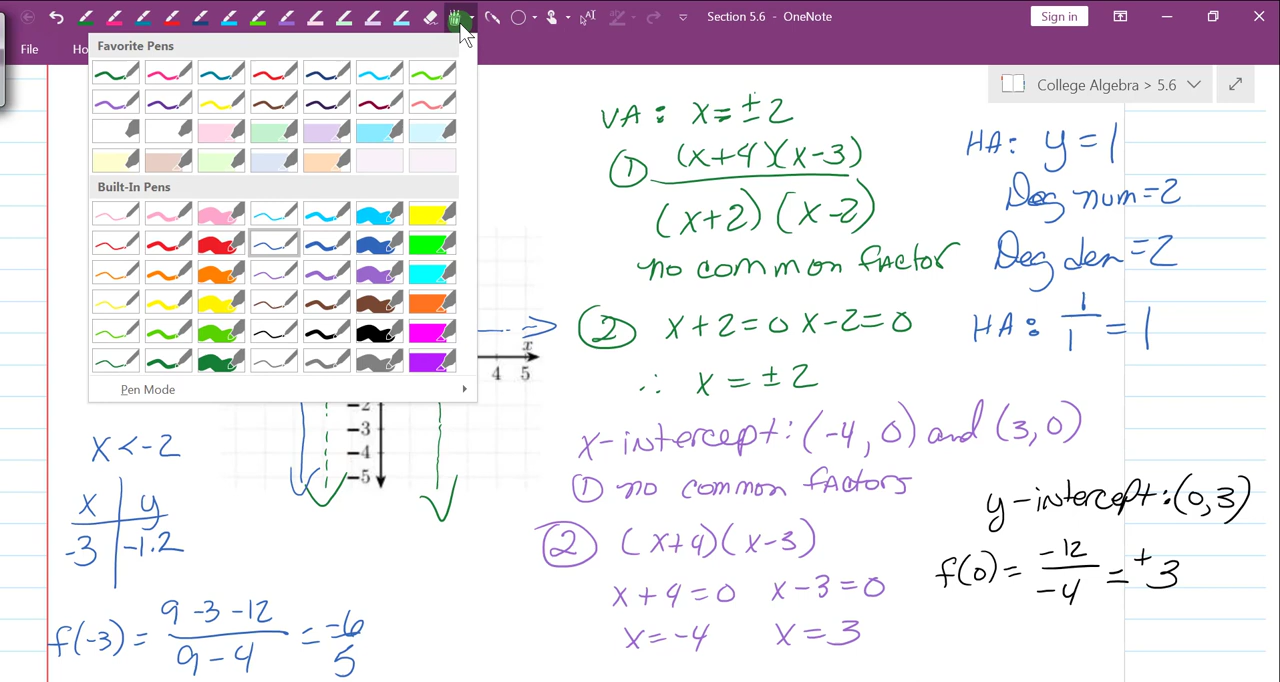 Section 5.6 - OneNote
Sign in
File
Favorite Pens
Built-In Pens
Pen Mode
College Algebra > 5.6
VA: x = ±2
① (x+4)(x-3)
(x+2)(x-2)
no common factor
② x+2=0 x-2=0
∴ x = ±2
HA: y = 1
Deg num = 2
Deg den = 2
HA: 1/1 = 1
x
4 5
-2
-3
-4
-5
x-intercept: (-4, 0) and (3, 0)
① no common factors
② (x+4)(x-3)
x+4=0 x-3=0
x=-4 x=3
y-intercept: (0, 3)
f(0) = -12/-4 = +3
x < -2
x y
-3 -1.2
f(-3) = 9-3-12/9-4 = -6/5